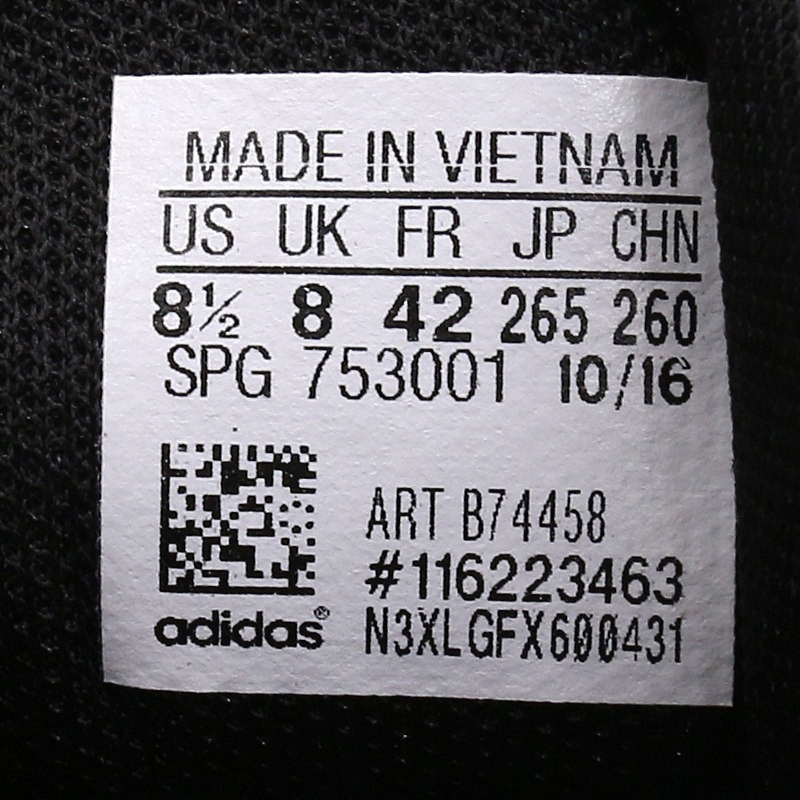 MADE IN VIETNAM
US UK FR JP CHN
8½ 8 42 265 260
SPG 753001 10/16
ART B74458
#116223463
adidas® N3XLGFX600431